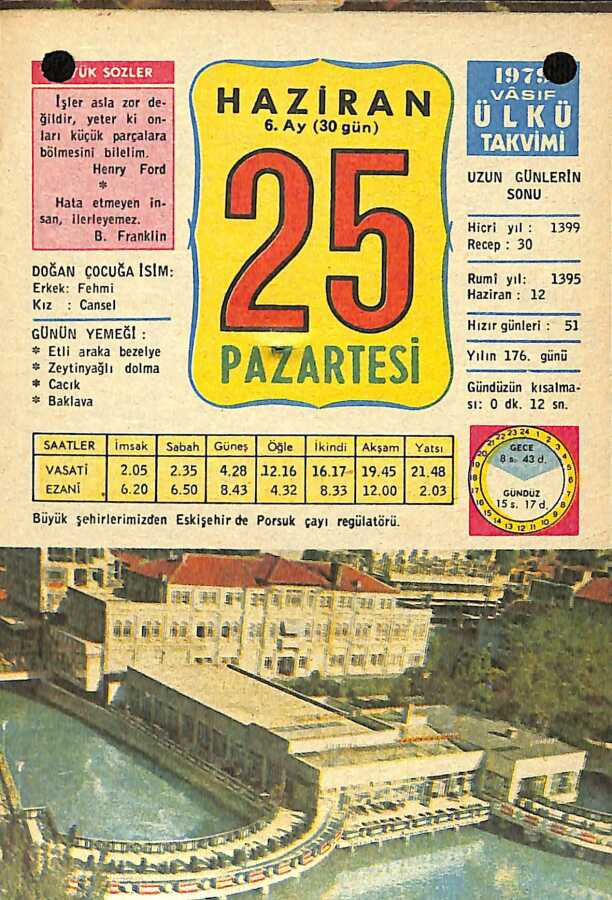 ÜK SÖZLER
İşler asla zor de-
ğildir, yeter ki on-
ları küçük parçalara
bölmesini bilelim.
Henry Ford
*
Hata etmeyen in-
san, ilerleyemez.
B. Franklin
DOĞAN ÇOCUĞA İSİM:
Erkek: Fehmi
Kız : Cansel
GÜNÜN YEMEĞİ :
* Etli araka bezelye
* Zeytinyağlı dolma
* Cacık
* Baklava
HAZİRAN
6. Ay (30 gün)
25
PAZARTESİ
1979
VÂSIF
ÜLKÜ
TAKVİMİ
UZUN GÜNLERİN
SONU
Hicri yıl : 1399
Recep : 30
Rumî yıl: 1395
Haziran : 12
Hızır günleri : 51
Yılın 176. günü
Gündüzün kısalma-
sı: 0 dk. 12 sn.
SAATLER İmsak Sabah Güneş Öğle İkindi Akşam Yatsı
VASATİ 2.05 2.35 4.28 12.16 16.17 19.45 21.48
EZANİ 6.20 6.50 8.43 4.32 8.33 12.00 2.03
GECE
8 s. 43 d.
GÜNDÜZ
15 s. 17 d.
Büyük şehirlerimizden Eskişehir de Porsuk çayı regülatörü.